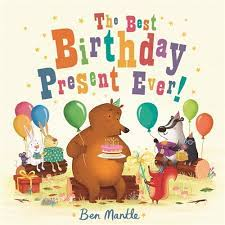 The Best
Birthday
Present Ever!
Ben Mantle